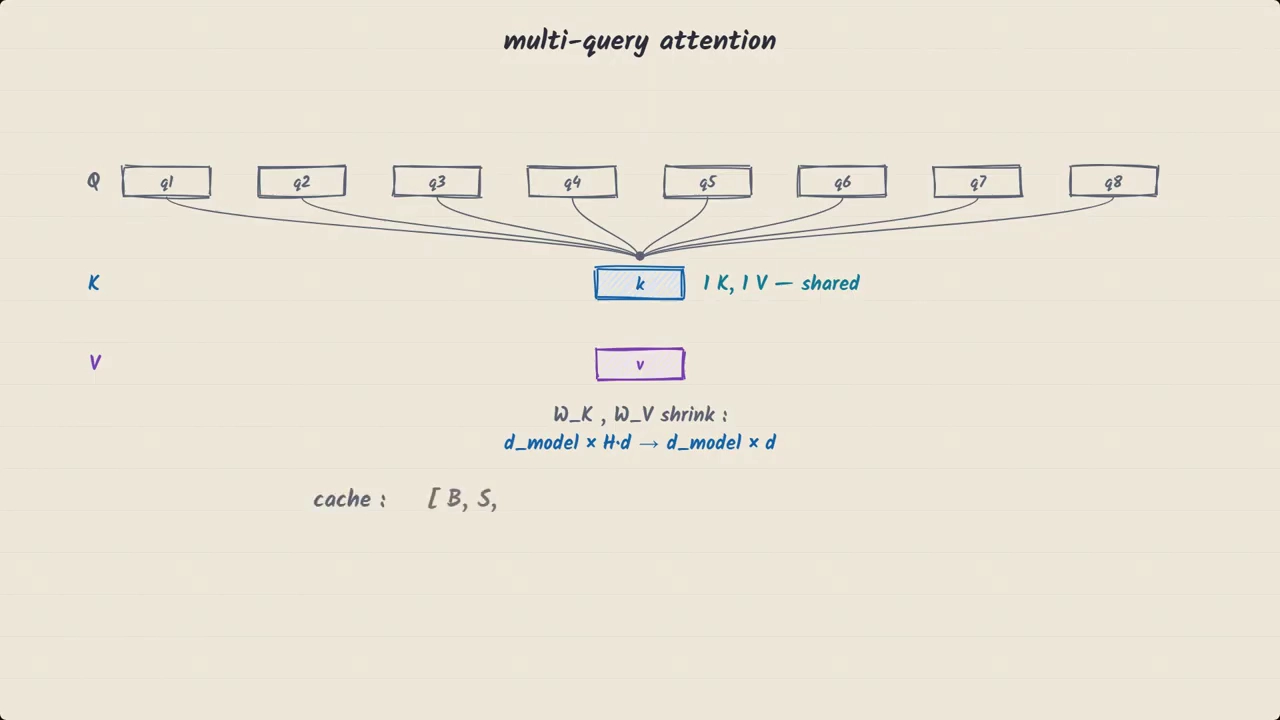 multi-query attention
Q q1 q2 q3 q4 q5 q6 q7 q8
K k 1 K, 1 V — shared
V v
W_K , W_V shrink :
d_model × H·d → d_model × d
cache : [ B, S,